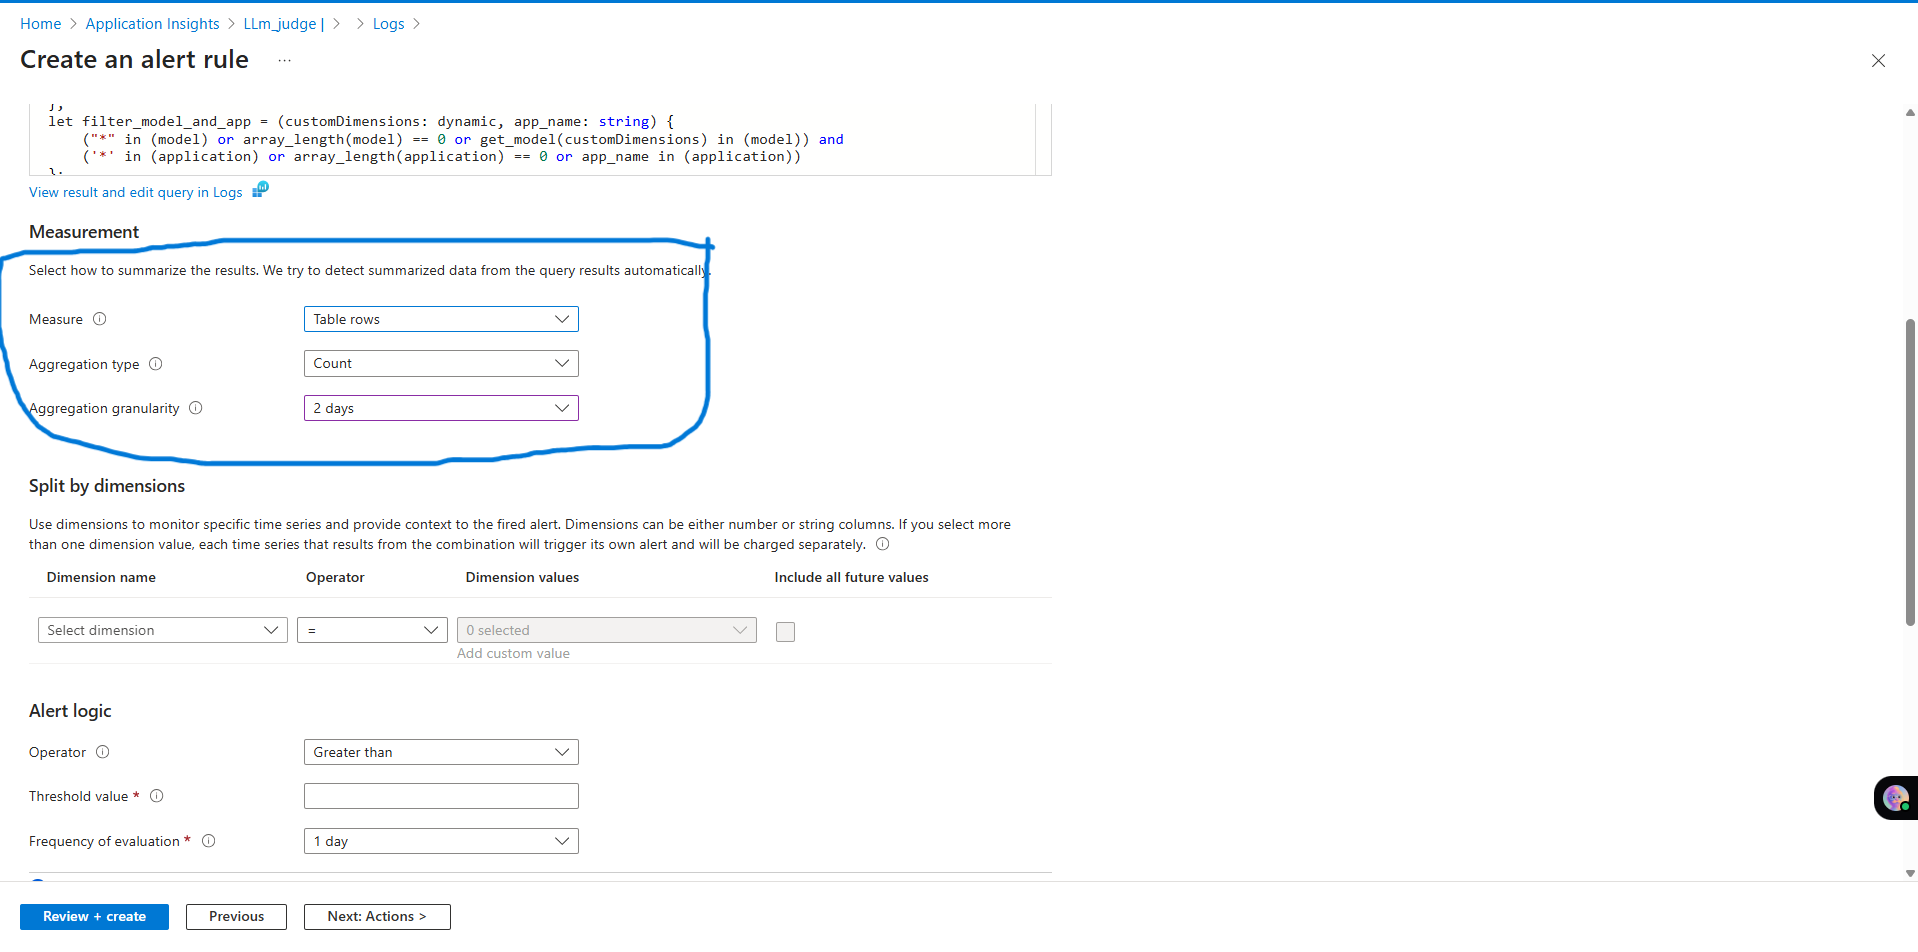 Home > Application Insights > LLm_judge | > > Logs >
Create an alert rule ...
let filter_model_and_app = (customDimensions: dynamic, app_name: string) {
("*" in (model) or array_length(model) == 0 or get_model(customDimensions) in (model)) and
('*' in (application) or array_length(application) == 0 or app_name in (application))
View result and edit query in Logs
Measurement
Select how to summarize the results. We try to detect summarized data from the query results automatically.
Measure Table rows
Aggregation type Count
Aggregation granularity 2 days
Split by dimensions
Use dimensions to monitor specific time series and provide context to the fired alert. Dimensions can be either number or string columns. If you select more
than one dimension value, each time series that results from the combination will trigger its own alert and will be charged separately.
Dimension name Operator Dimension values Include all future values
Select dimension = 0 selected
Add custom value
Alert logic
Operator Greater than
Threshold value *
Frequency of evaluation * 1 day
Review + create Previous Next: Actions >